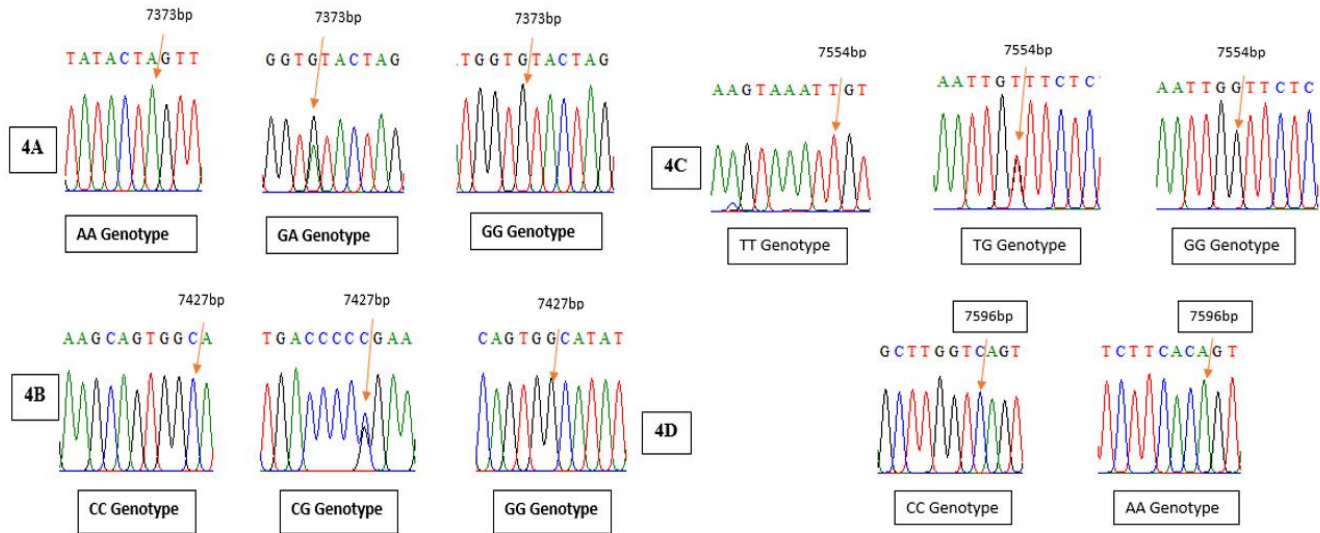 7373bp 7373bp 7373bp
TATACTAGTT GGTGTACTAG .TGGTGTACTAG
4A
AA Genotype GA Genotype GG Genotype
7427bp 7427bp 7427bp
AAGCAGTGGCA TGACCCCCGAA CAGTGGCATAT
4B
CC Genotype CG Genotype GG Genotype
7554bp 7554bp 7554bp
AAGTAAATTGT AATTGTTTCTC AATTGGTTCTC
4C
TT Genotype TG Genotype GG Genotype
7596bp 7596bp
GCTTGGTCAGT TCTTCACAGT
4D
CC Genotype AA Genotype